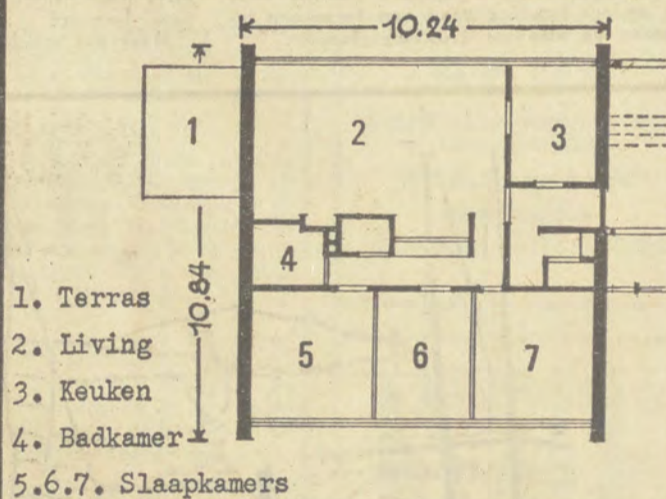 10.24
1
2
3
4
10.84
5
6
7
1. Terras
2. Living
3. Keuken
4. Badkamer
5.6.7. Slaapkamers